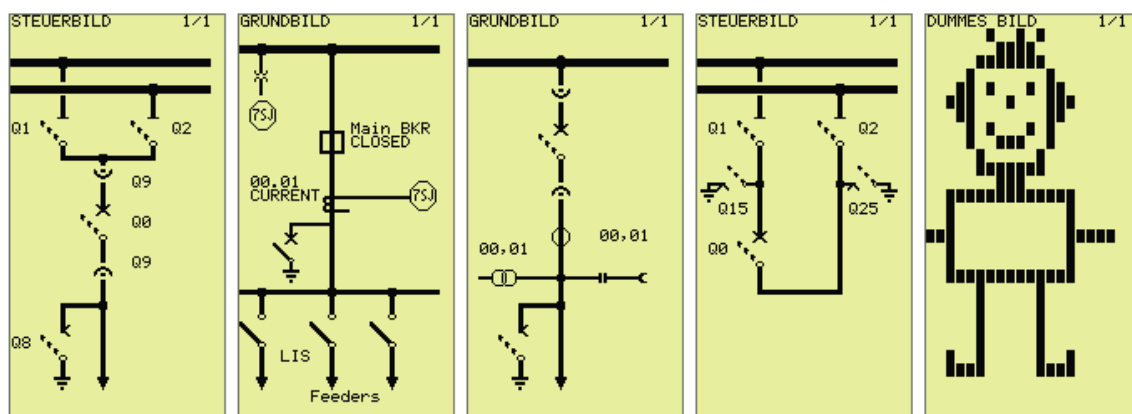 STEUERBILD 1/1
Q1
Q2
Q9
Q0
Q9
Q8
GRUNDBILD 1/1
7SJ
Main BKR
CLOSED
00.01
CURRENT
7SJ
LIS
Feeders
GRUNDBILD 1/1
00,01
00,01
STEUERBILD 1/1
Q1
Q2
Q15
Q25
Q0
DUMMES BILD 1/1